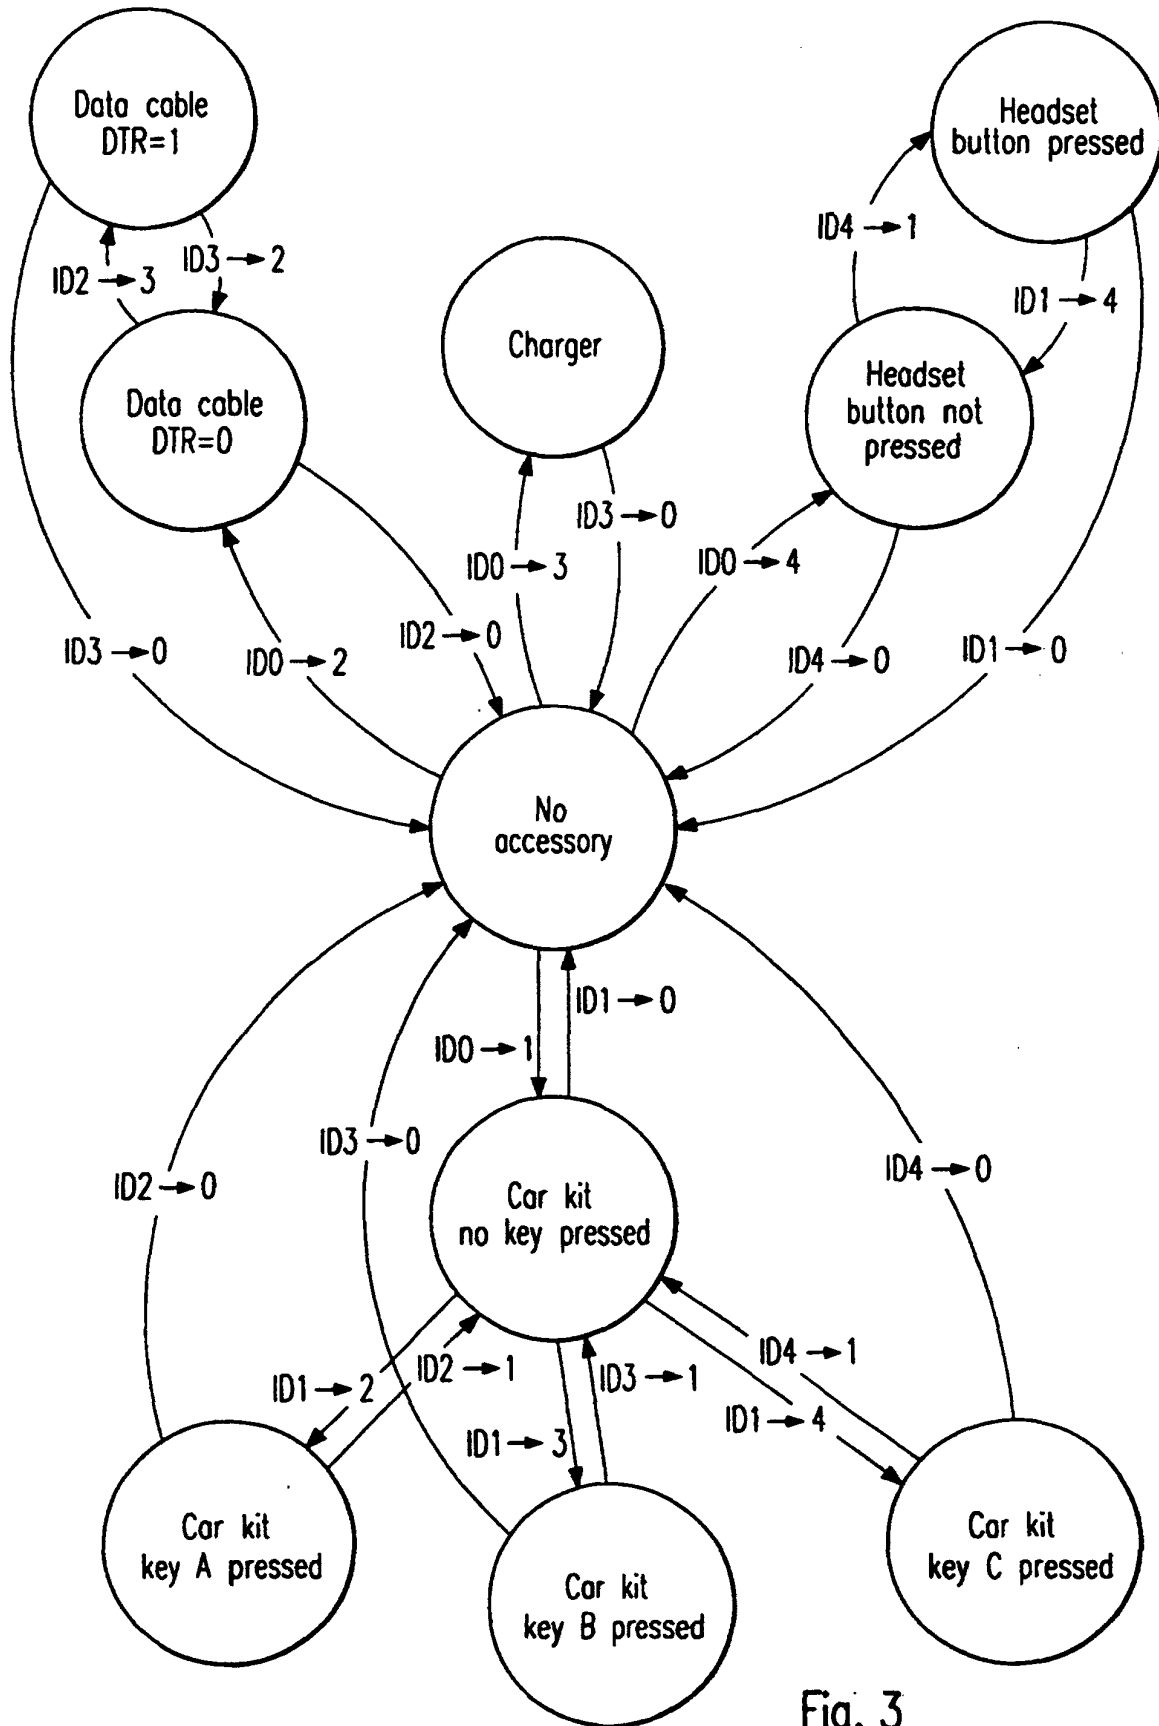 Data cable
DTR=1
Headset
button pressed
ID4→1
ID3→2
ID2→3
ID1→4
Charger
Headset
button not
pressed
Data cable
DTR=0
ID3→0
ID0→3
ID0→4
ID2→0
ID3→0
ID0→2
ID4→0
ID1→0
No
accessory
ID1→0
ID0→1
ID3→0
ID4→0
ID2→0
Car kit
no key pressed
ID4→1
ID2→1
ID3→1
ID1→2
ID1→4
ID1→3
Car kit
key A pressed
Car kit
key C pressed
Car kit
key B pressed
Fig. 3